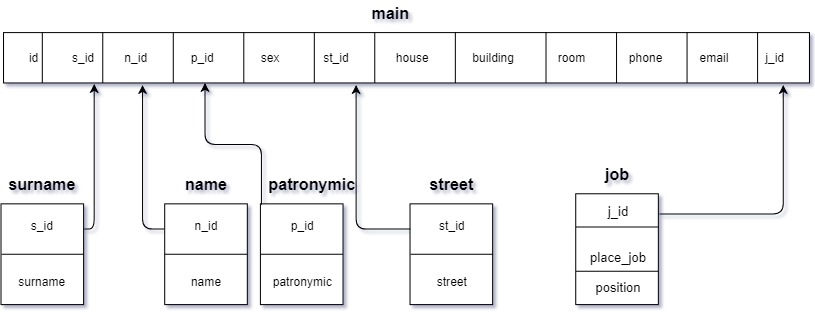 main
id s_id n_id p_id sex st_id house building room phone email j_id
surname name patronymic street job
s_id n_id p_id st_id j_id
surname name patronymic street place_job
position